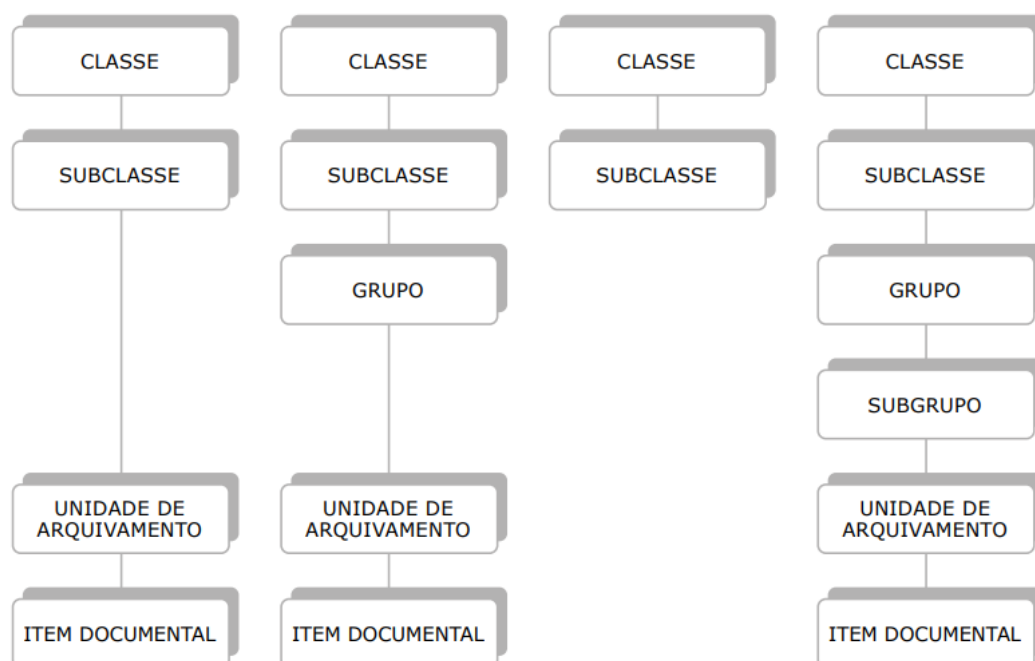 CLASSE
CLASSE
CLASSE
CLASSE
SUBCLASSE
SUBCLASSE
SUBCLASSE
SUBCLASSE
GRUPO
GRUPO
SUBGRUPO
UNIDADE DE
ARQUIVAMENTO
UNIDADE DE
ARQUIVAMENTO
UNIDADE DE
ARQUIVAMENTO
ITEM DOCUMENTAL
ITEM DOCUMENTAL
ITEM DOCUMENTAL